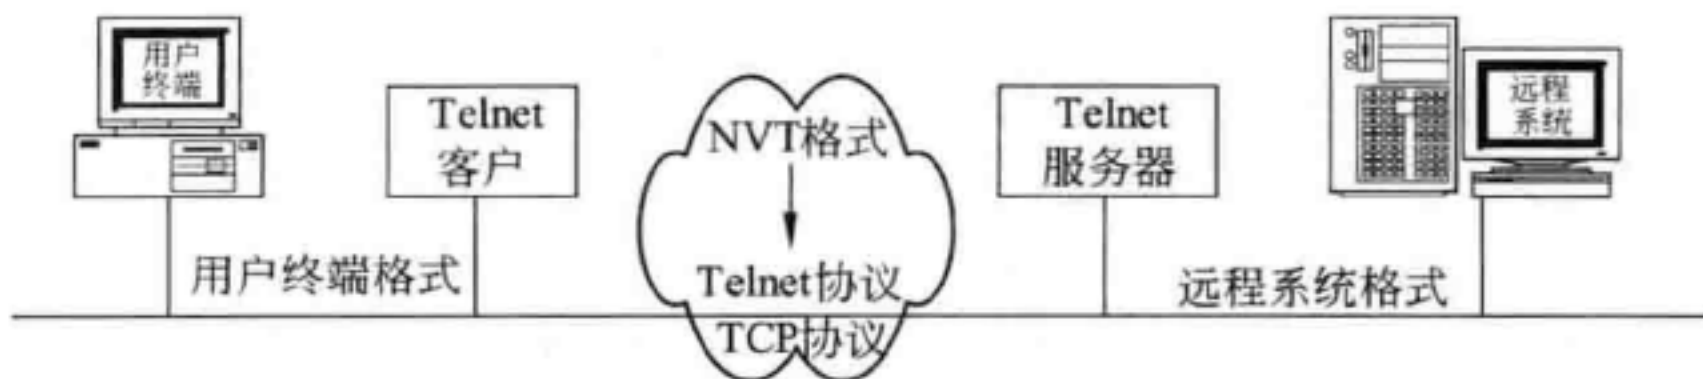 用户
终端
Telnet
客户
用户终端格式
NVT格式
Telnet协议
TCP协议
Telnet
服务器
远程
系统
远程系统格式